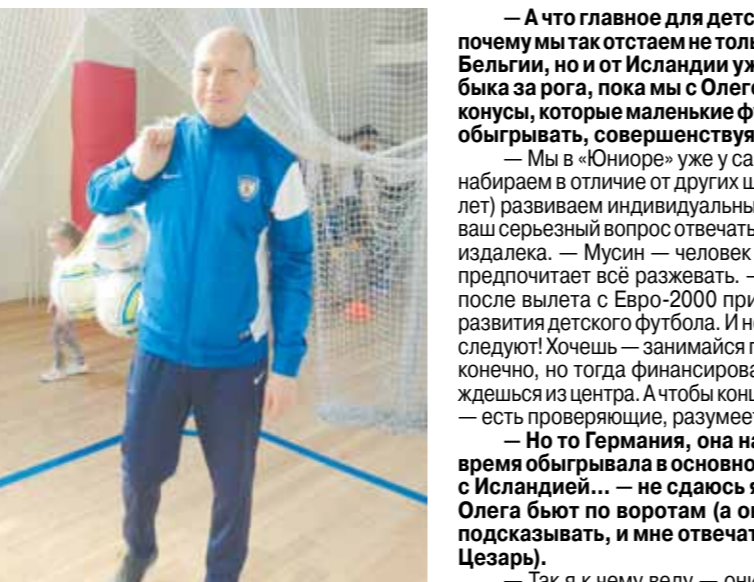 — А что главное для детс
почему мы так отстаем не толь
Бельгии, но и от Исландии уж
быка за рога, пока мы с Олего
конусы, которые маленькие ф
обыгрывать, совершенствуя
— Мы в «Юниоре» уже у са
набираем в отличие от других ш
лет) развиваем индивидуальны
ваш серьезный вопрос отвечать
издалека. — Мусин — человек
предпочитает всё разжевать. —
после вылета с Евро-2000 при
развития детского футбола. И не
следуют! Хочешь — занимайся п
конечно, но тогда финансирова
ждешься из центра. А чтобы конц
— есть проверяющие, разумеет
— Но то Германия, она на
время обыгрывала в основно
с Исландией... — не сдаюсь я
Олега бьют по воротам (а он
подсказывать, и мне отвечат
Цезарь).
— Так я к чему веду — они